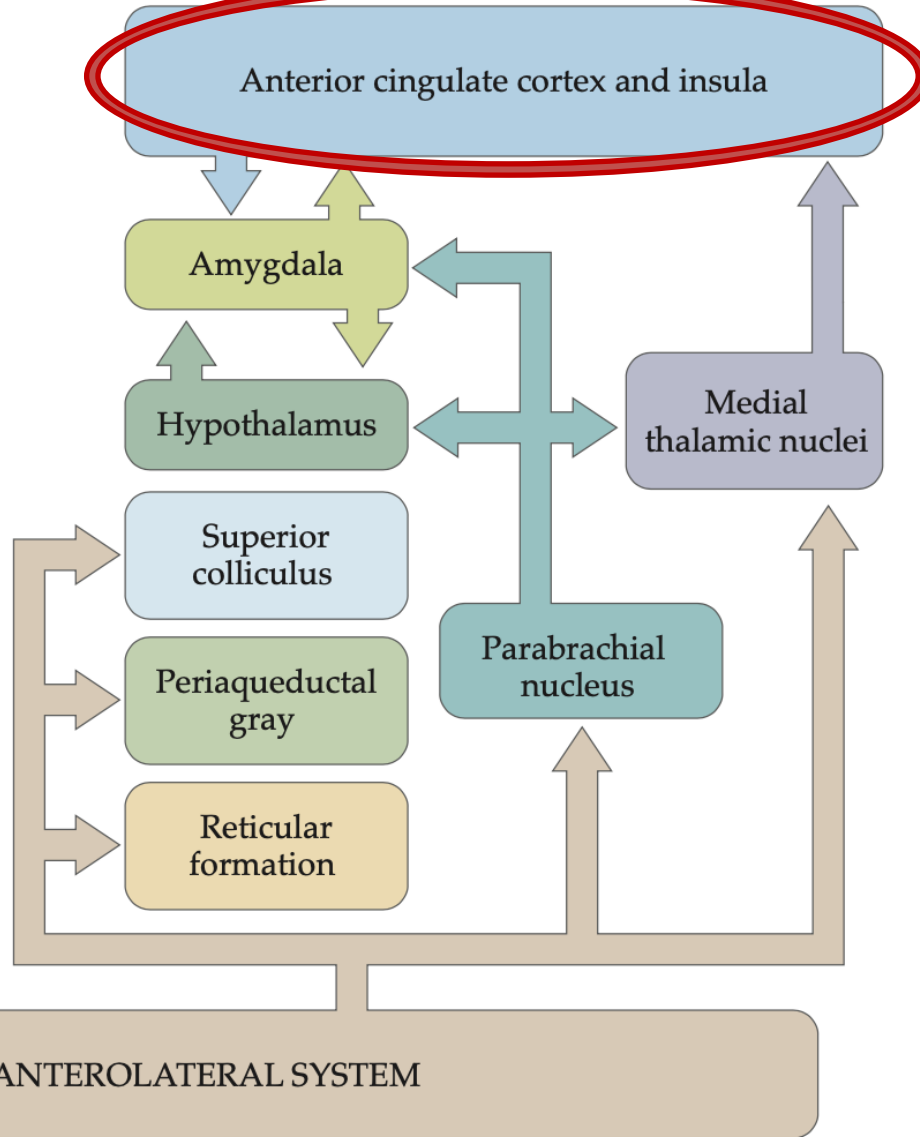 Anterior cingulate cortex and insula
Amygdala
Hypothalamus
Medial
thalamic nuclei
Superior
colliculus
Parabrachial
nucleus
Periaqueductal
gray
Reticular
formation
ANTEROLATERAL SYSTEM